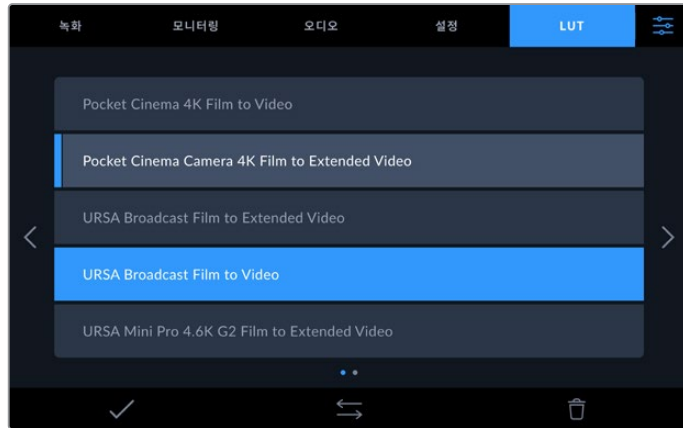 녹화 모니터링 오디오 설정 LUT
Pocket Cinema 4K Film to Video
Pocket Cinema Camera 4K Film to Extended Video
URSA Broadcast Film to Extended Video
URSA Broadcast Film to Video
URSA Mini Pro 4.6K G2 Film to Extended Video